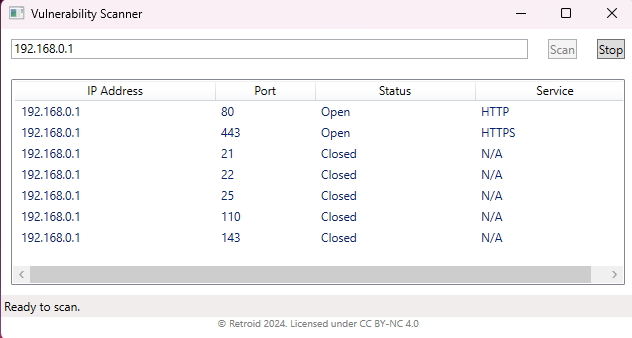 Vulnerability Scanner
192.168.0.1 Scan Stop
IP Address Port Status Service
192.168.0.1 80 Open HTTP
192.168.0.1 443 Open HTTPS
192.168.0.1 21 Closed N/A
192.168.0.1 22 Closed N/A
192.168.0.1 25 Closed N/A
192.168.0.1 110 Closed N/A
192.168.0.1 143 Closed N/A
Ready to scan.
© Retroid 2024. Licensed under CC BY-NC 4.0